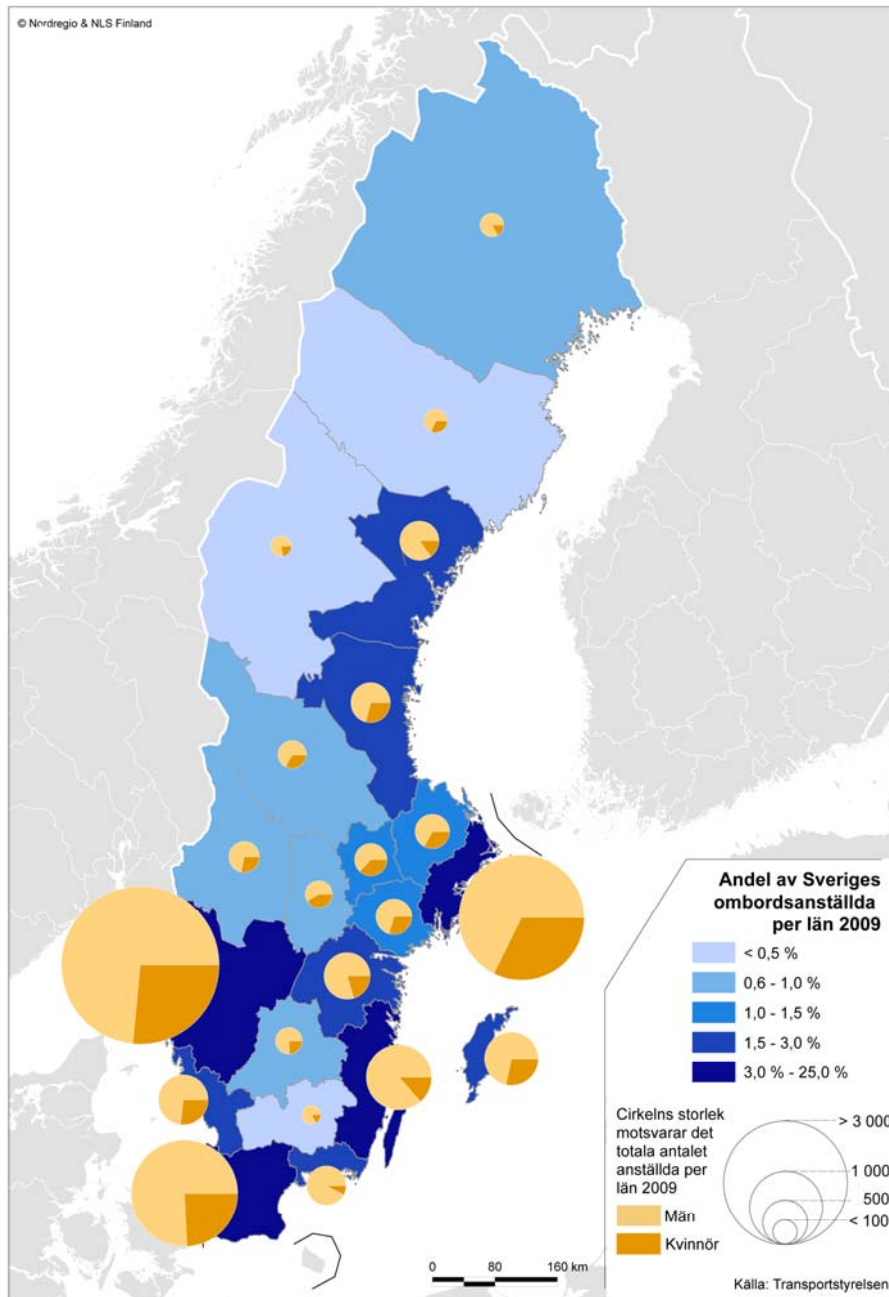 © Nordregio & NLS Finland
Andel av Sveriges
ombordsanställda
per län 2009
< 0,5 %
0,6 - 1,0 %
1,0 - 1,5 %
1,5 - 3,0 %
3,0 % - 25,0 %
Cirkelns storlek
motsvarar det
totala antalet
anställda per
län 2009
> 3 000
1 000
500
< 100
Män
Kvinnör
0
80
160 km
Källa: Transportstyrelsen